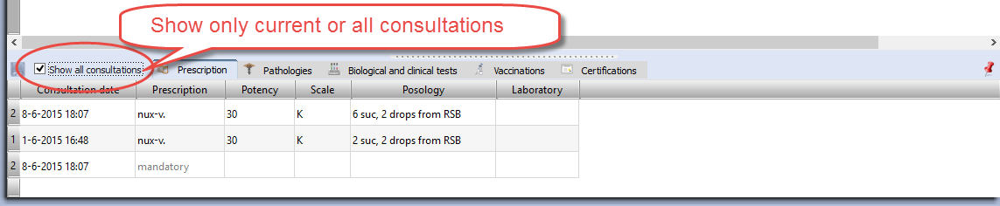 Show only current or all consultations
Show all consultations Prescription Pathologies Biological and clinical tests Vaccinations Certifications
Consultation date Prescription Potency Scale Posology Laboratory
2 8-6-2015 18:07 nux-v. 30 K 6 suc, 2 drops from RSB
1 1-6-2015 16:48 nux-v. 30 K 2 suc, 2 drops from RSB
2 8-6-2015 18:07 mandatory